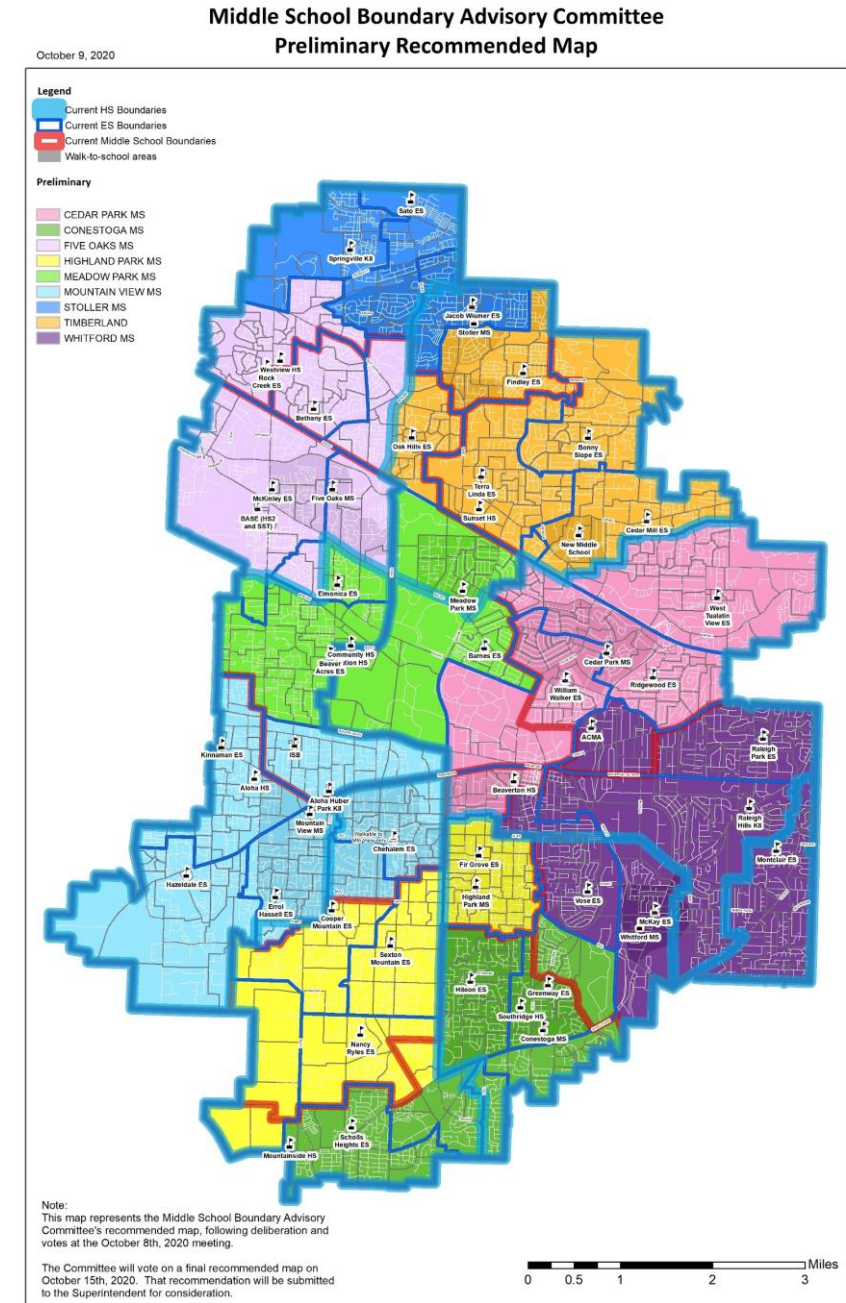 Middle School Boundary Advisory Committee
Preliminary Recommended Map
October 9, 2020
Legend
Current HS Boundaries
Current ES Boundaries
Current Middle School Boundaries
Walk-to-school areas
Preliminary
CEDAR PARK MS
CONESTOGA MS
FIVE OAKS MS
HIGHLAND PARK MS
MEADOW PARK MS
MOUNTAIN VIEW MS
STOLLER MS
TIMBERLAND
WHITFORD MS
Sato ES
Springville K8
Jacob Wismer ES
Stoller MS
Westview HS
Rock
Creek ES
Findley ES
Bethany ES
Oak Hills ES
Bonny
Slope ES
Terra
Linda ES
McKinley ES
Five Oaks MS
Sunset HS
BASE (HS2
and SST)
Cedar Mill ES
New Middle
School
Elmonica ES
Meadow
Park MS
West
Tualatin
View ES
Community HS
Beaver
Acres ES
tion HS
Barnes ES
Cedar Park MS
William
Walker ES
Ridgewood ES
ACMA
Raleigh
Park ES
Kinnaman ES
ISB
Aloha HS
Beaverton HS
Aloha Huber
Park K8
Mountain
View MS
Raleigh
Hills K8
Walkable to
Chehalem ES
Montclair ES
Fir Grove ES
Hazeldale ES
Highland
Park MS
Vose ES
Errol
Hassell ES
McKay ES
Cooper
Mountain ES
Whitford MS
Sexton
Mountain ES
Hiteon ES
Greenway ES
Southridge HS
Conestoga MS
Nancy
Ryles ES
Scholls
Heights ES
Mountainside HS
Note:
This map represents the Middle School Boundary Advisory
Committee's recommended map, following deliberation and
votes at the October 8th, 2020 meeting.
The Committee will vote on a final recommended map on
October 15th, 2020. That recommendation will be submitted
to the Superintendent for consideration.
Miles
0 0.5 1 2 3